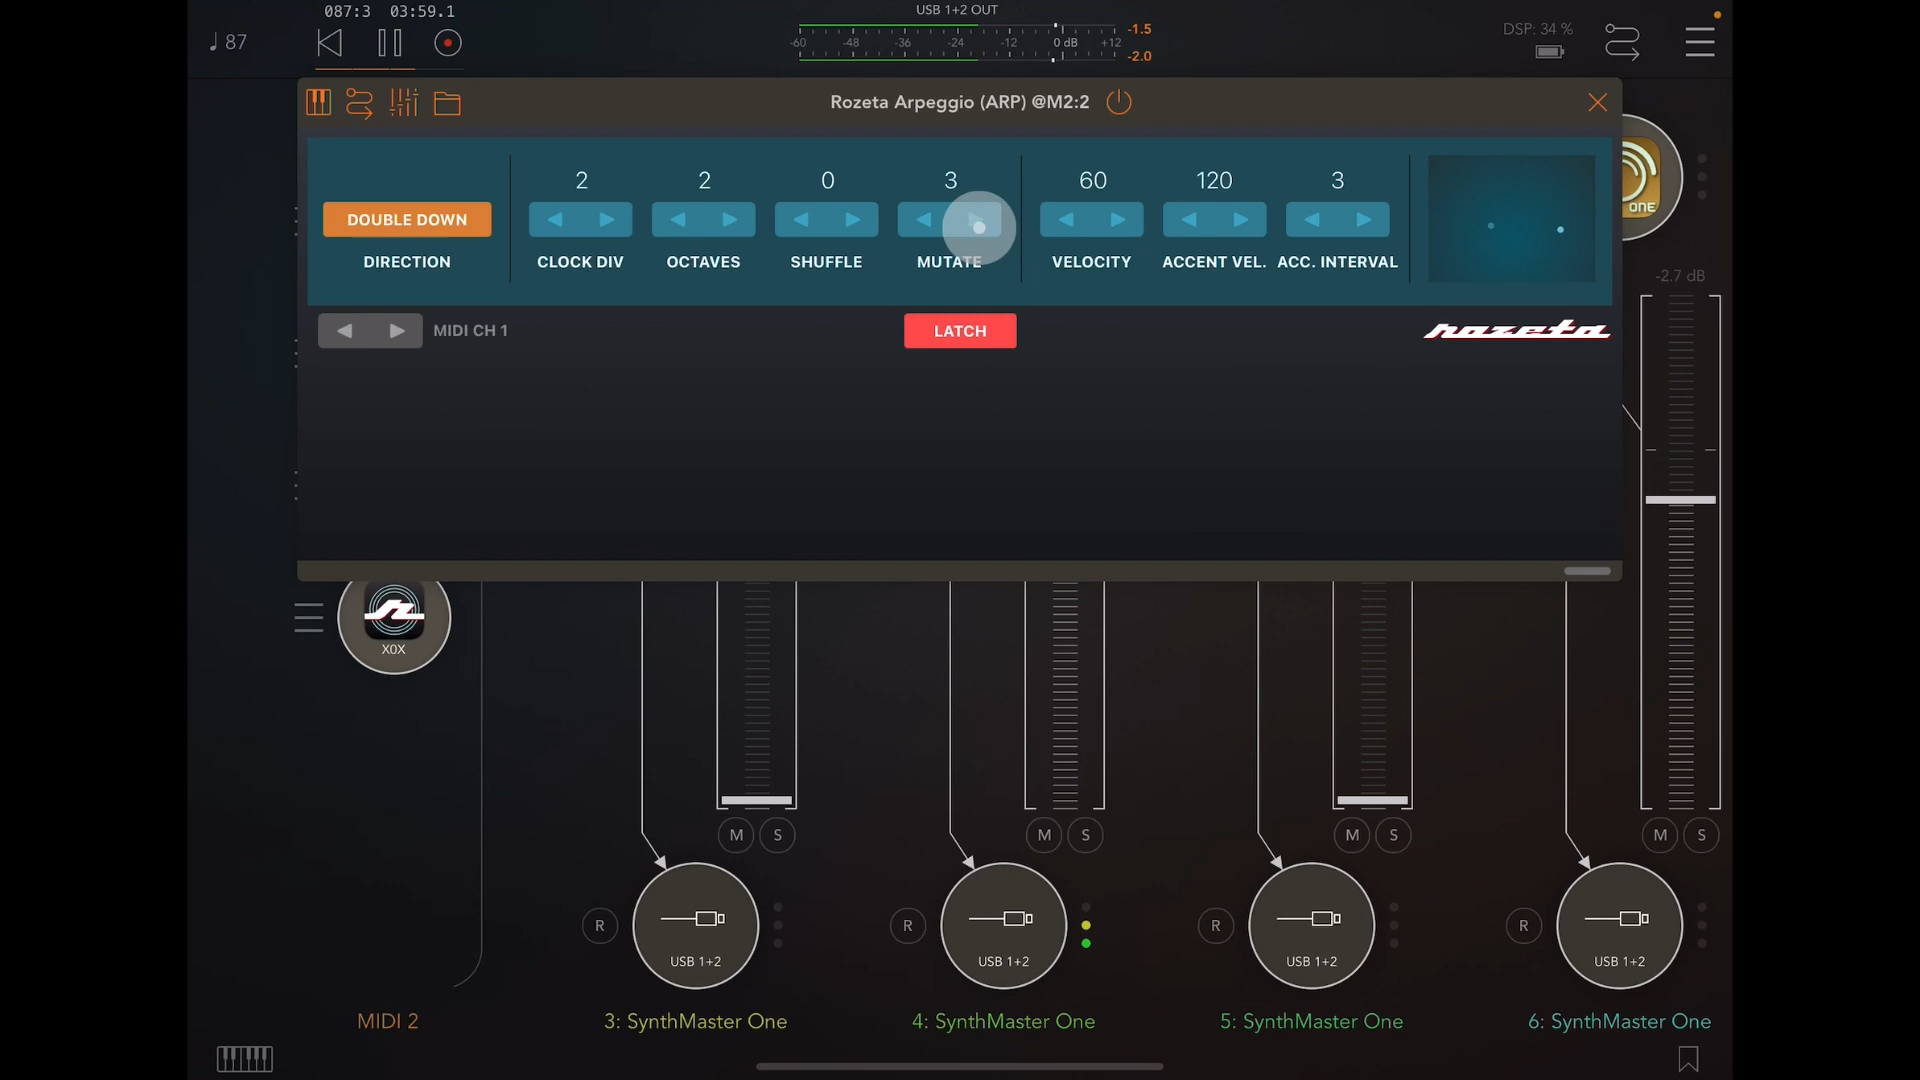 087:3 03:59.1
USB 1+2 OUT
♩ 87
-60 -48 -36 -24 -12 0 dB +12
-1.5
-2.0
DSP: 34 %
Rozeta Arpeggio (ARP) @M2:2
2 2 0 3 60 120 3
DOUBLE DOWN
DIRECTION CLOCK DIV OCTAVES SHUFFLE MUTATE VELOCITY ACCENT VEL. ACC. INTERVAL
ONE
-2.7 dB
MIDI CH 1
LATCH
rozeta
X0X
M S M S M S M S
R R R R
USB 1+2 USB 1+2 USB 1+2 USB 1+2
MIDI 2 3: SynthMaster One 4: SynthMaster One 5: SynthMaster One 6: SynthMaster One